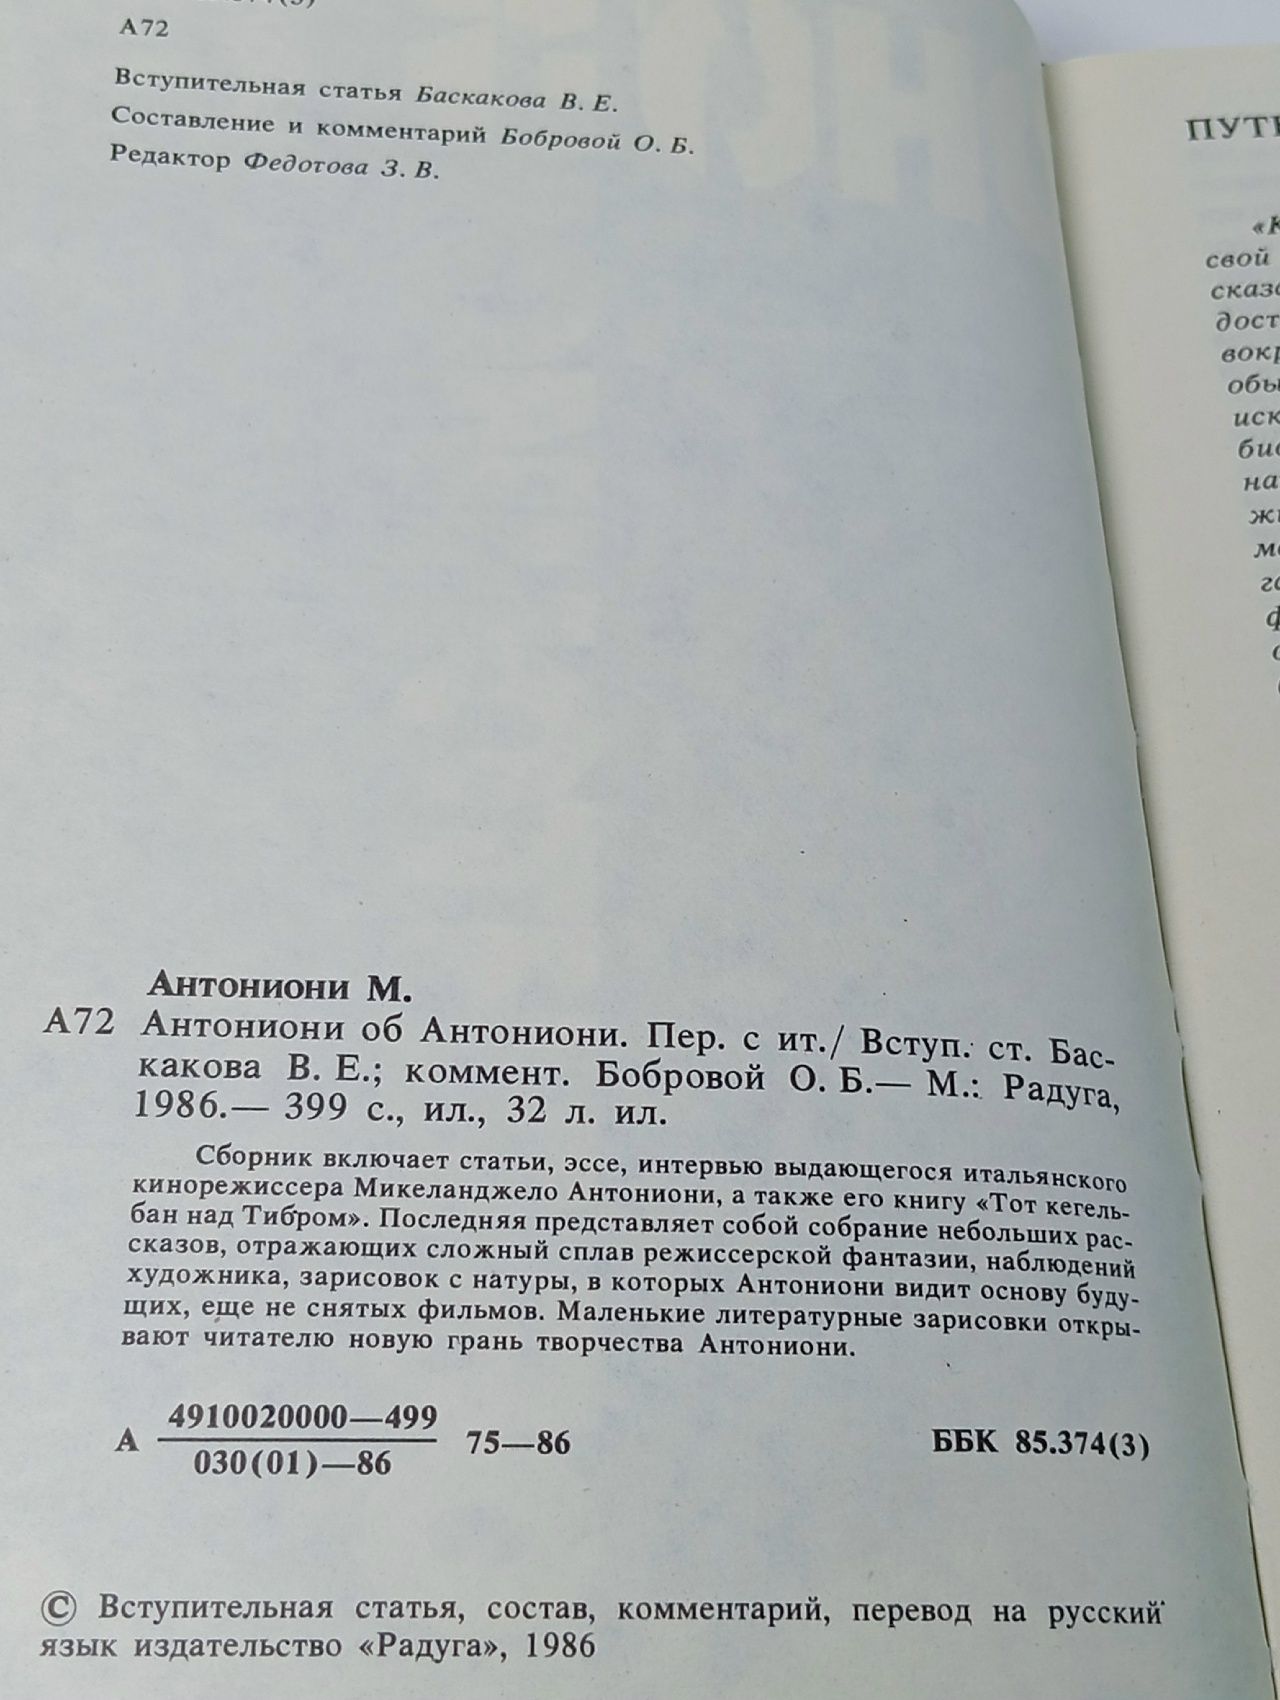 А72
Вступительная статья Баскакова В. Е.
Составление и комментарий Бобровой О. Б.
Редактор Федотова З. В.
Антониони М.
А72 Антониони об Антониони. Пер. с ит./ Вступ. ст. Бас-
какова В. Е.; коммент. Бобровой О. Б.— М.: Радуга,
1986.— 399 с., ил., 32 л. ил.
Сборник включает статьи, эссе, интервью выдающегося итальянского
кинорежиссера Микеланджело Антониони, а также его книгу «Тот кегель-
бан над Тибром». Последняя представляет собой собрание небольших рас-
сказов, отражающих сложный сплав режиссерской фантазии, наблюдений
художника, зарисовок с натуры, в которых Антониони видит основу буду-
щих, еще не снятых фильмов. Маленькие литературные зарисовки откры-
вают читателю новую грань творчества Антониони.
А 4910020000—499
030(01)—86 75—86 ББК 85.374(3)
© Вступительная статья, состав, комментарий, перевод на русский
язык издательство «Радуга», 1986
свой